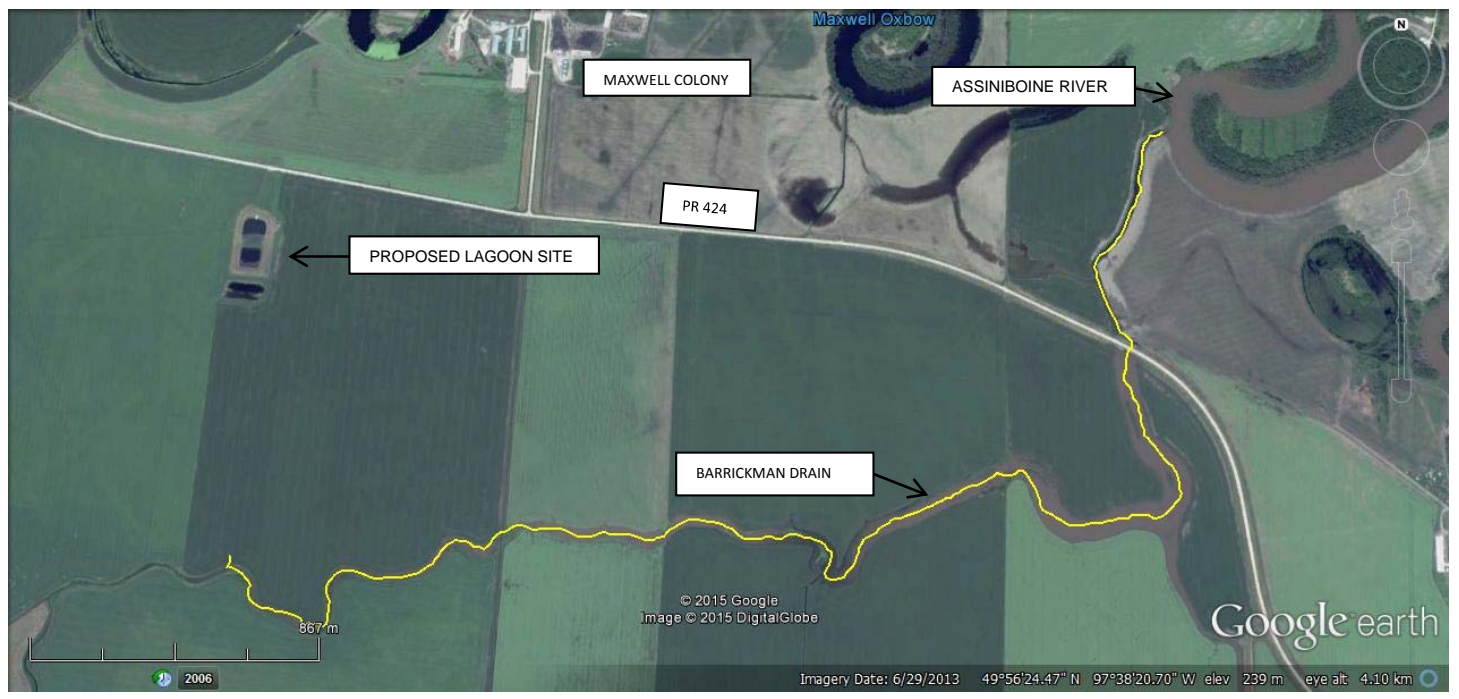 Maxwell Oxbow
N
MAXWELL COLONY
ASSINIBOINE RIVER
PR 424
PROPOSED LAGOON SITE
BARRICKMAN DRAIN
© 2015 Google
Image © 2015 DigitalGlobe
867 m
Google earth
2006
Imagery Date: 6/29/2013 49°56'24.47" N 97°38'20.70" W elev 239 m eye alt 4.10 km